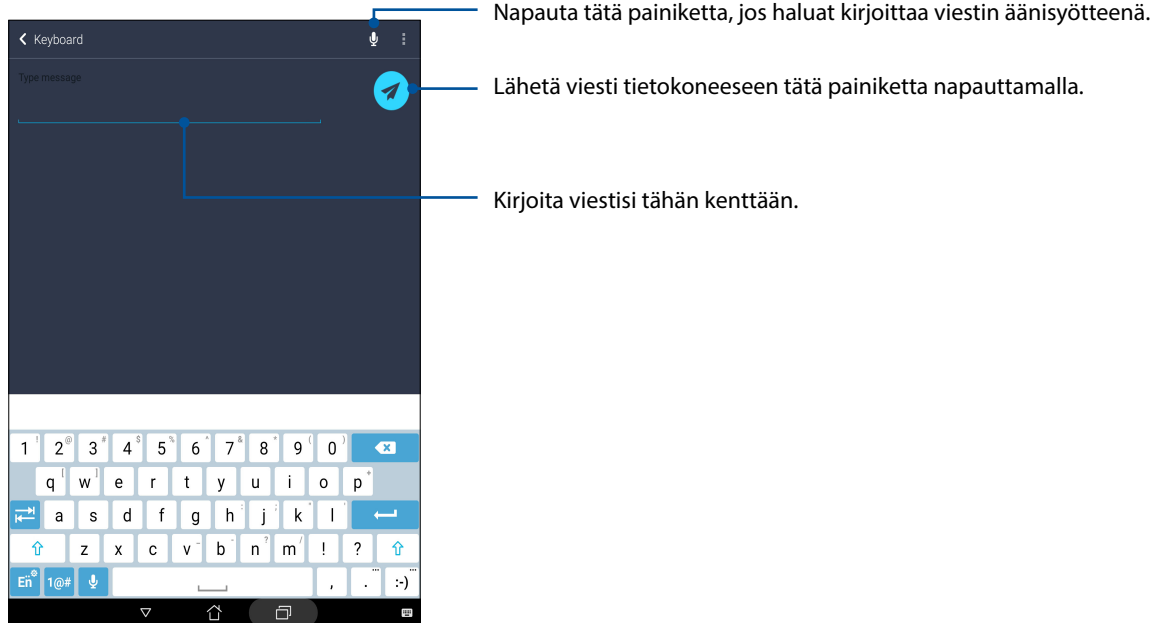 Napauta tätä painiketta, jos haluat kirjoittaa viestin äänisyötteenä.
Keyboard
Type message
Lähetä viesti tietokoneeseen tätä painiketta napauttamalla.
Kirjoita viestisi tähän kenttään.
1 ! 2 @ 3 # 4 $ 5 % 6 ^ 7 & 8 * 9 ( 0 )
q [ w ] e r t y u i o p +
a s d f g h : j ; k " l '
z x c v - b n ? m / ! ?
En 1@# , . ... :-) ...